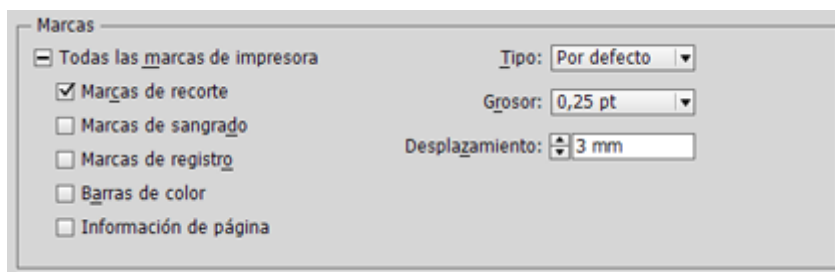 Marcas
Todas las marcas de impresora
Tipo: Por defecto
Marcas de recorte
Grosor: 0,25 pt
Marcas de sangrado
Desplazamiento: 3 mm
Marcas de registro
Barras de color
Información de página